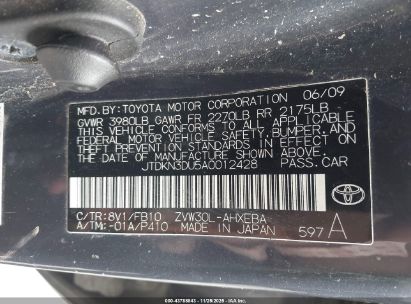 MFD. BY: TOYOTA MOTOR CORPORATION 06/09
GVWR 3980LB GAWR FR 2270LB RR 2175LB
THIS VEHICLE CONFORMS TO ALL APPLICABLE
FEDERAL MOTOR VEHICLE SAFETY, BUMPER, AND
THEFT PREVENTION STANDARDS IN EFFECT ON
THE DATE OF MANUFACTURE SHOWN ABOVE.
JTDKN3DU5A0012428 PASS.CAR
C/TR: 8V1/FB10 ZVW30L-AHXEBA
A/TM: -01A/P410 MADE IN JAPAN 597 A
TOYOTA